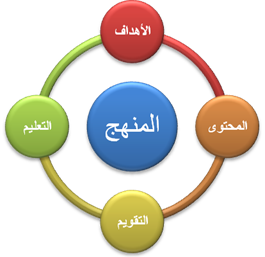 الأهداف
المنهج
المحتوى
التعليم
التقويم